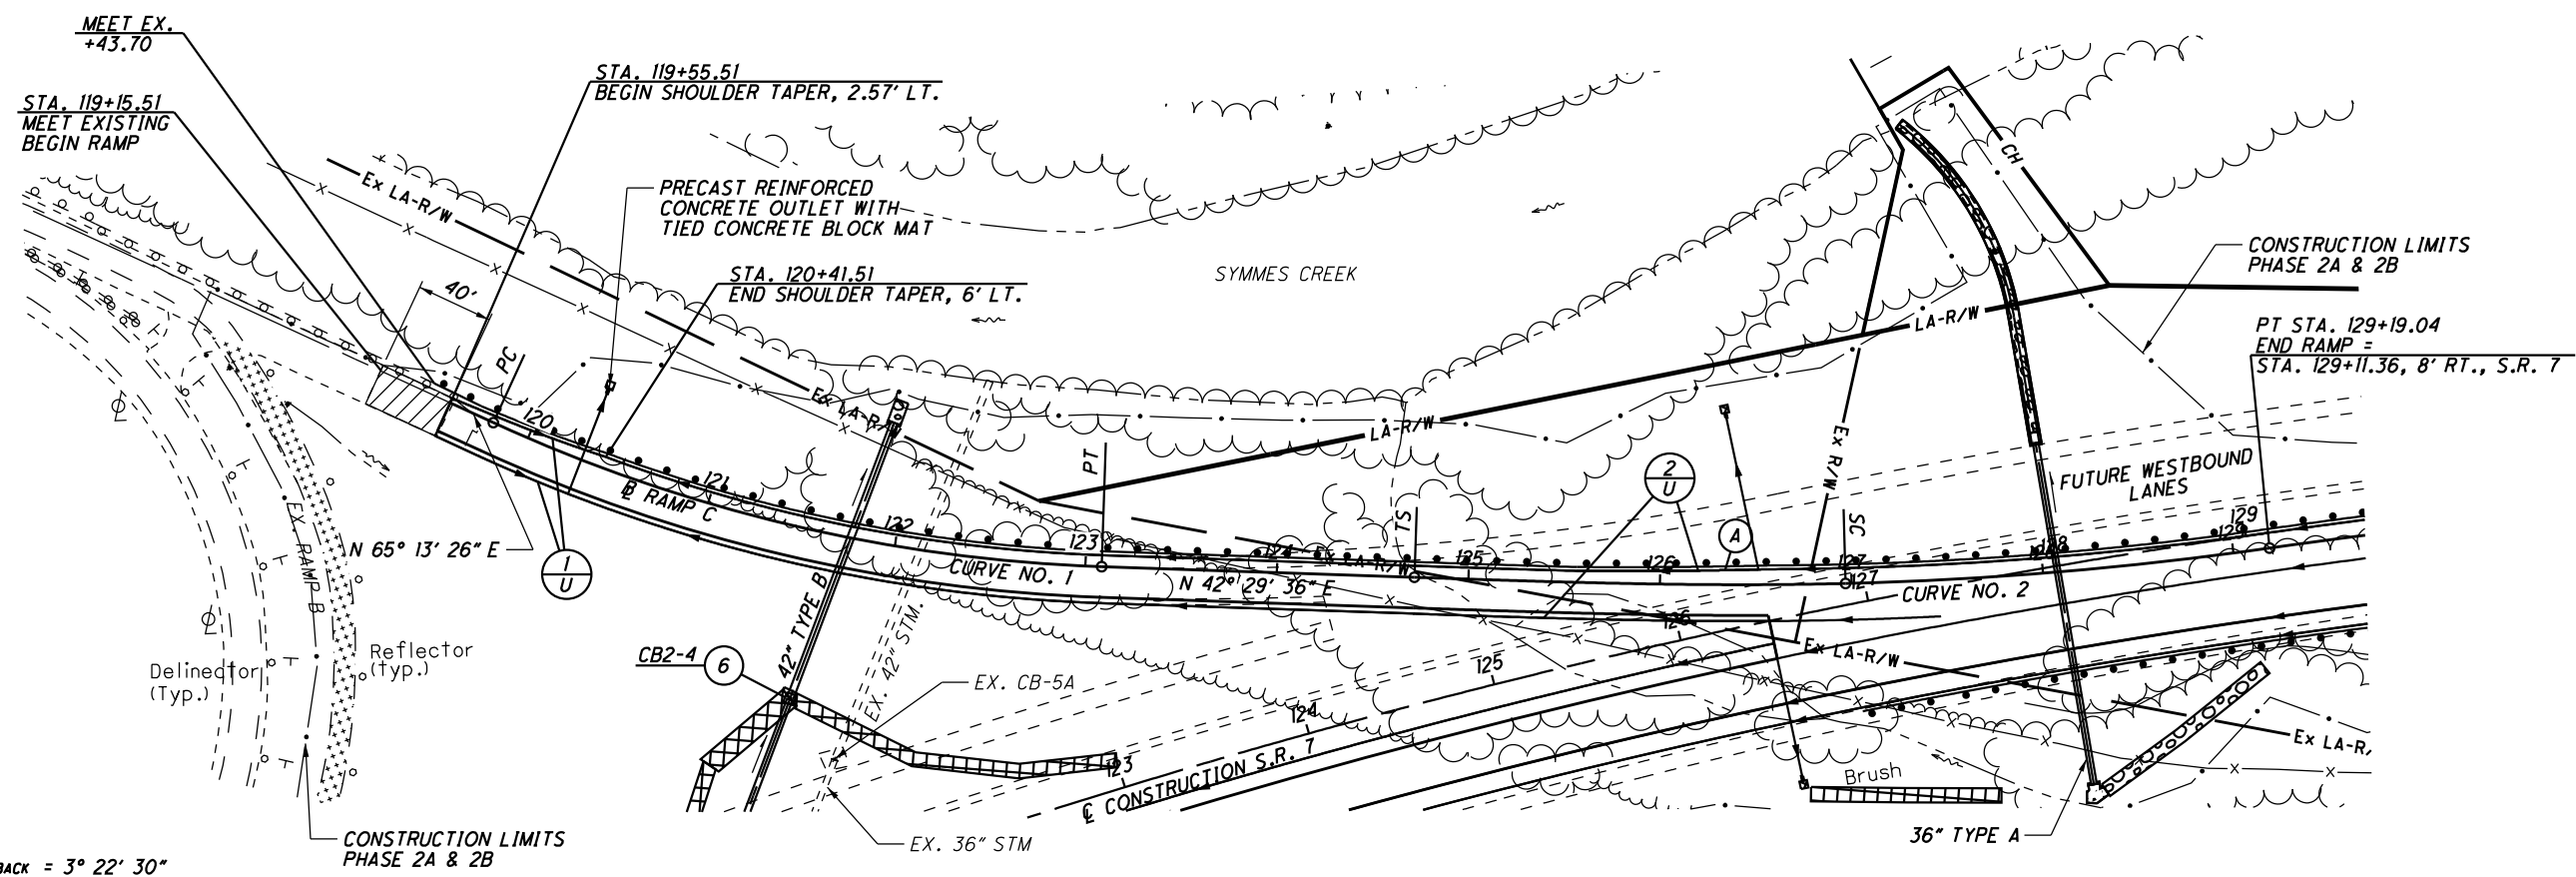 MEET EX.
+43.70
STA. 119+15.51
MEET EXISTING
BEGIN RAMP
STA. 119+55.51
BEGIN SHOULDER TAPER, 2.57' LT.
PRECAST REINFORCED
CONCRETE OUTLET WITH
TIED CONCRETE BLOCK MAT
STA. 120+41.51
END SHOULDER TAPER, 6' LT.
SYMMES CREEK
CH
CONSTRUCTION LIMITS
PHASE 2A & 2B
PT STA. 129+19.04
END RAMP =
STA. 129+11.36, 8' RT., S.R. 7
Ex LA-R/W
40'
PC
Ex LA-R/W
LA-R/W
LA-R/W
Ex R/W
FUTURE WESTBOUND
LANES
120
121
122
123
124
125
126
127
128
129
129
PT
TS
SC
127
2
U
A
℄ RAMP C
N 65° 13' 26" E
1
U
CURVE NO. 1
N 42° 29' 36" E
Ex LA-R/W
CURVE NO. 2
126
Ex LA-R/W
125
124
123
EX. RAMP B
Delinector
(Typ.)
Reflector
(Typ.)
42" TYPE B
EX. 42" STM.
CB2-4
6
EX. CB-5A
EX. 36" STM
℄ CONSTRUCTION S.R. 7
Brush
36" TYPE A
Ex LA-R/
CONSTRUCTION LIMITS
PHASE 2A & 2B
BACK = 3° 22' 30"